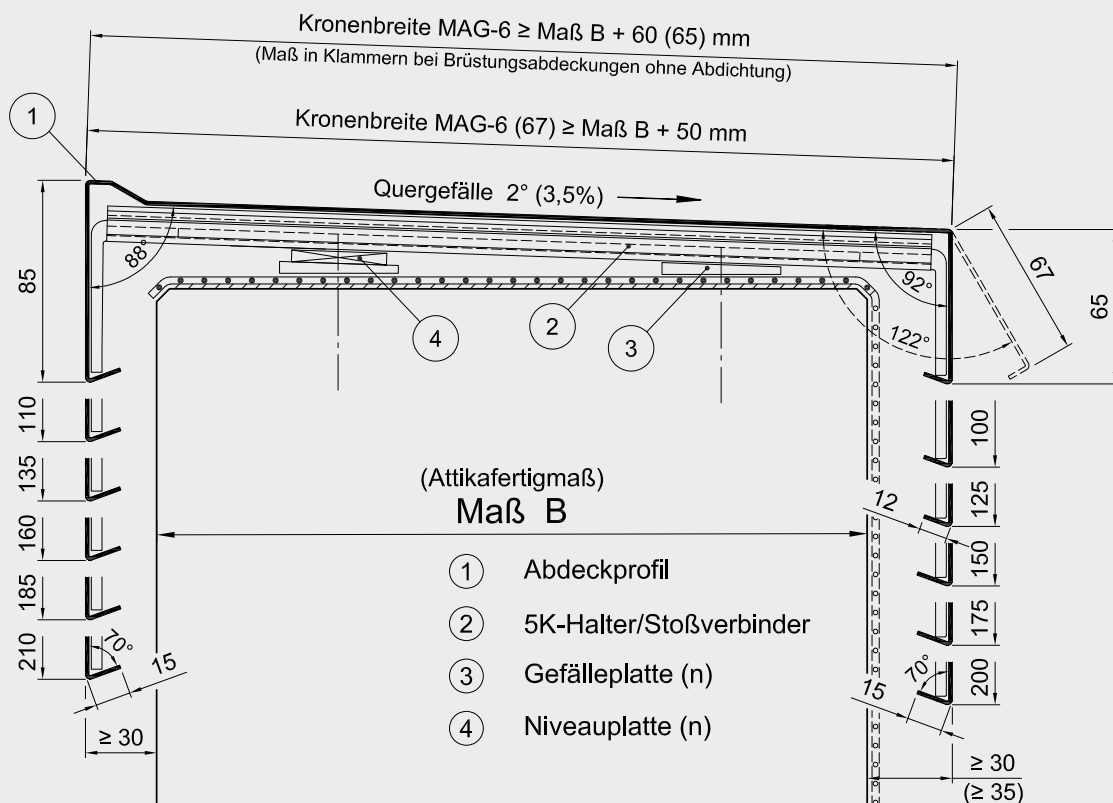 Kronenbreite MAG-6 ≥ Maß B + 60 (65) mm
(Maß in Klammern bei Brüstungsabdeckungen ohne Abdichtung)
Kronenbreite MAG-6 (67) ≥ Maß B + 50 mm
1
Quergefälle 2° (3,5%)
88°
92°
122°
67
65
85
4
2
3
110
135
160
185
210
70°
15
≥ 30
(Attikafertigmaß)
Maß B
1 Abdeckprofil
2 5K-Halter/Stoßverbinder
3 Gefälleplatte (n)
4 Niveauplatte (n)
100
12
125
150
175
200
70°
15
≥ 30
(≥ 35)